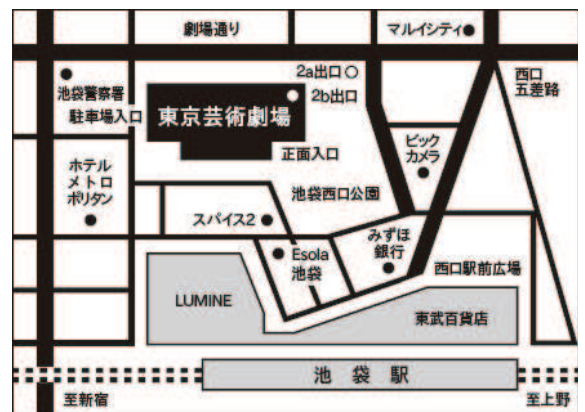 劇場通り
マルイシティ
2a出口
西口
五差路
池袋警察署
2b出口
駐車場入口
東京芸術劇場
正面入口
ビック
カメラ
ホテル
メトロ
ポリタン
池袋西口公園
スパイス2
みずほ
銀行
Esola
池袋
西口駅前広場
LUMINE
東武百貨店
池袋駅
至新宿
至上野